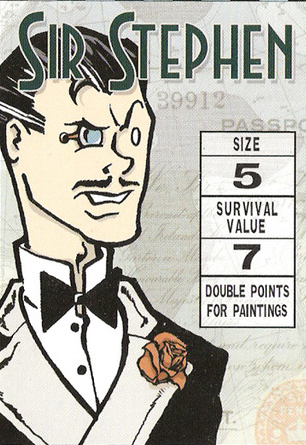 SIR STEPHEN
39912
PASSPO
SIZE
5
SURVIVAL
VALUE
7
DOUBLE POINTS
FOR PAINTINGS